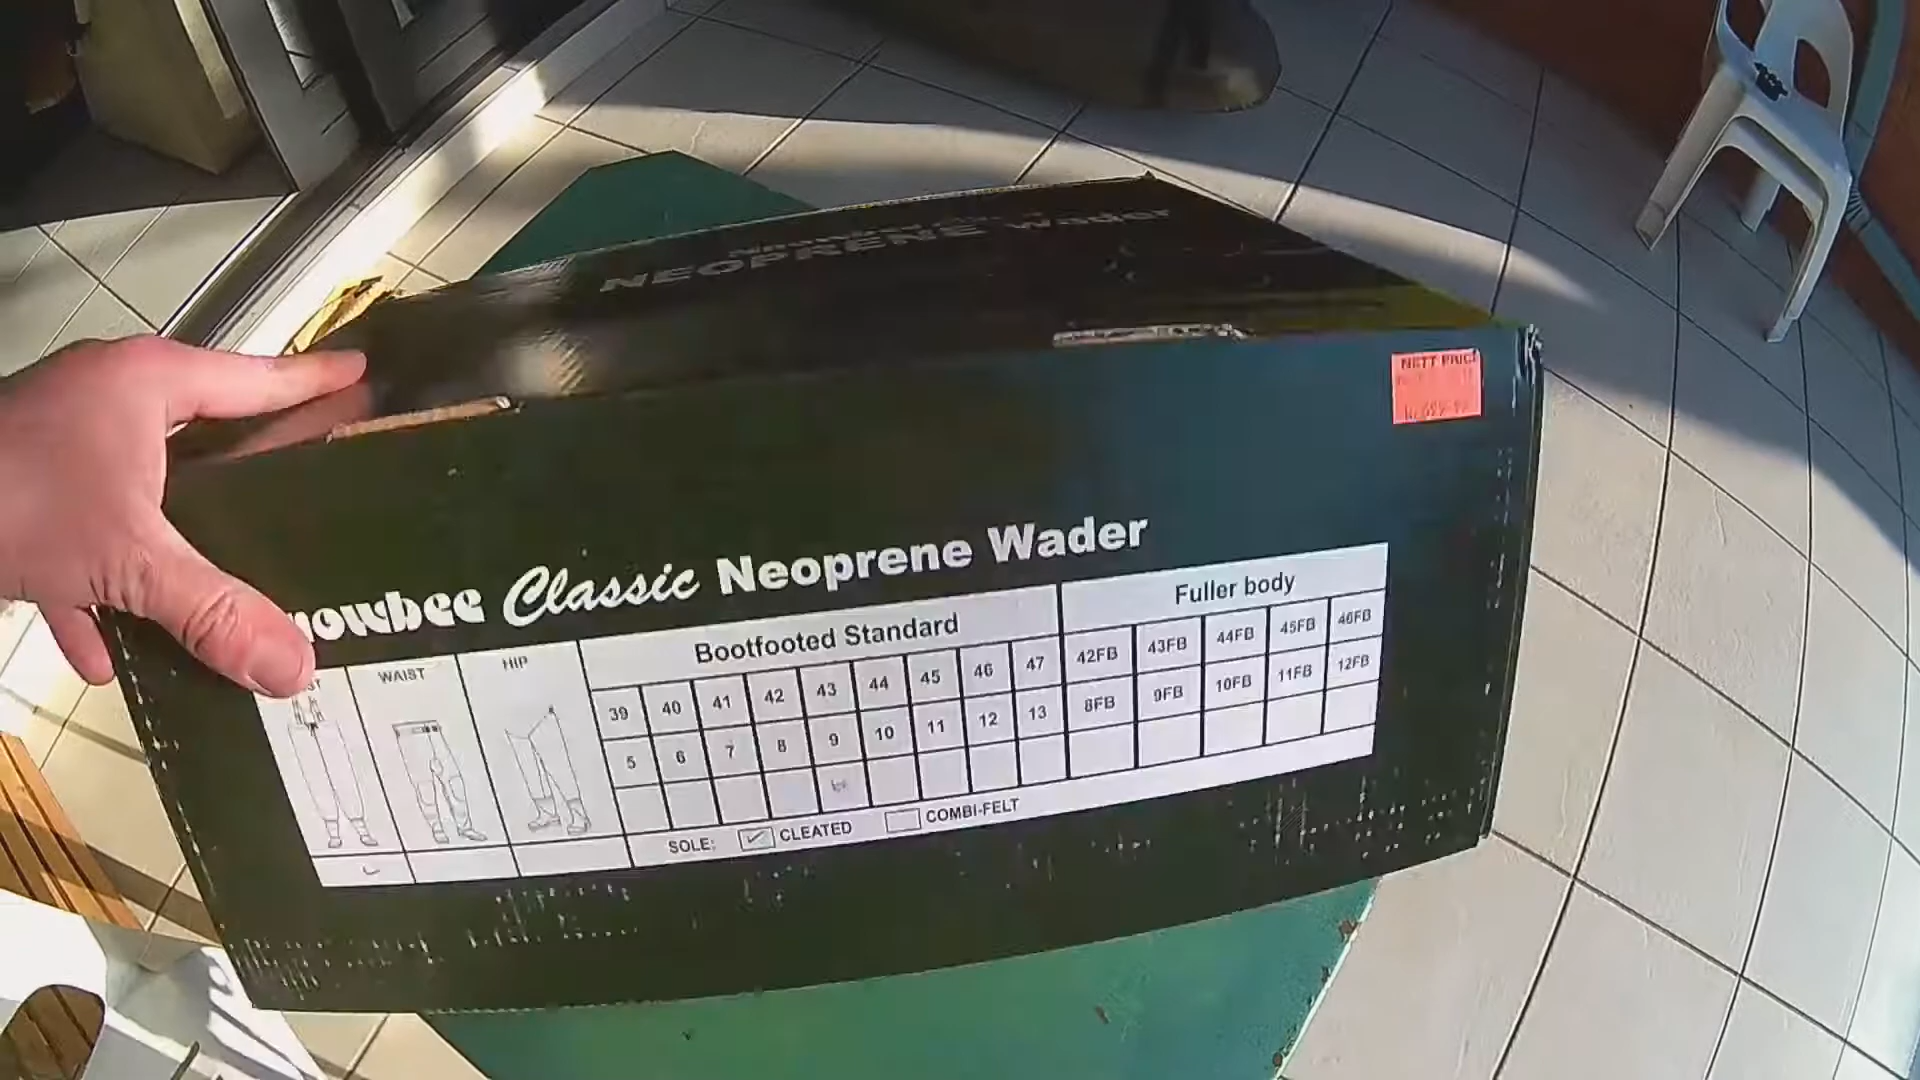 NEOPRENE Wader
NETT PRICE
Classic Neoprene Wader
WAIST
HIP
Bootfooted Standard
Fuller body
39 40 41 42 43 44 45 46 47 42FB 43FB 44FB 45FB 46FB
5 6 7 8 9 10 11 12 13 8FB 9FB 10FB 11FB 12FB
SOLE: CLEATED COMBI-FELT